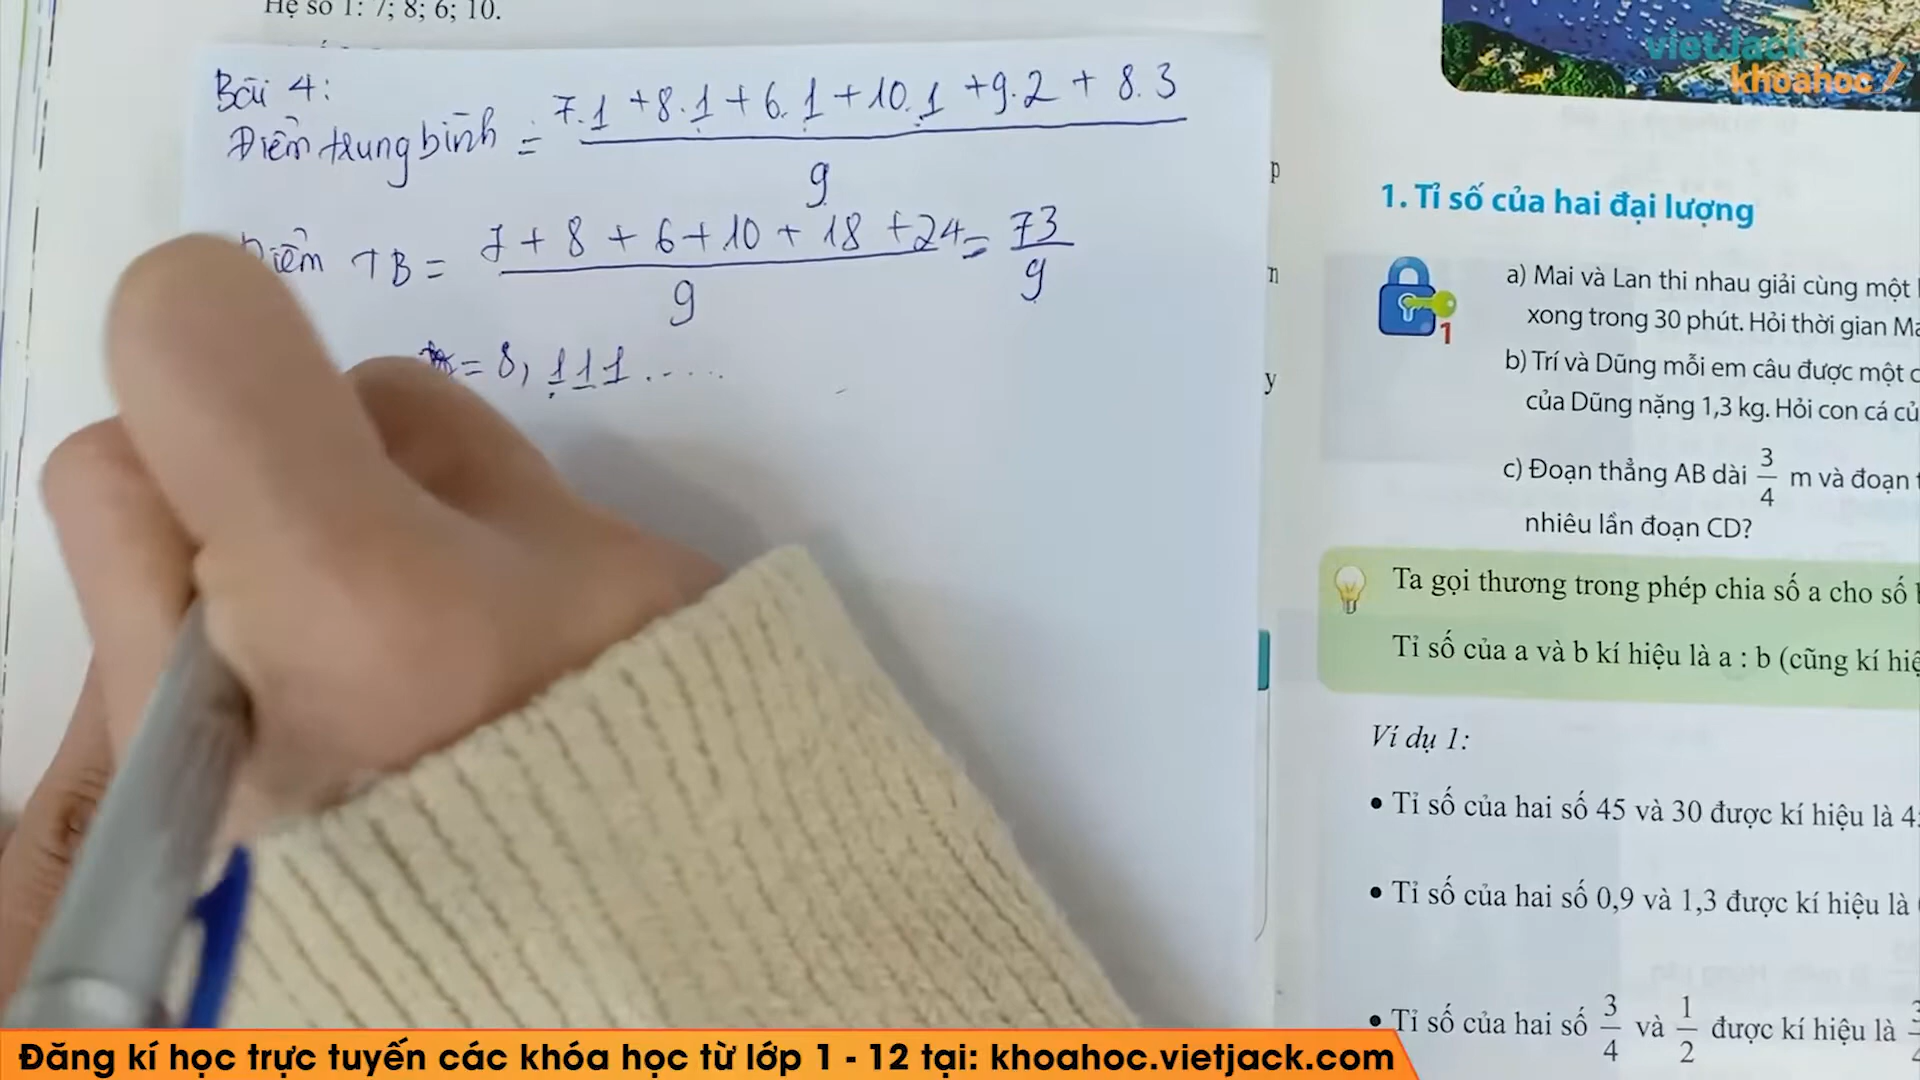 Hệ số 1: 7; 8; 6; 10.
Bài 4:
Điểm trung bình = 7.1 + 8.1 + 6.1 + 10.1 + 9.2 + 8.3
9
Điểm TB = 7 + 8 + 6 + 10 + 18 + 24 = 73
9 9
= 8, 111.....
p
n
y
vietJack
khoahoc
1. Tỉ số của hai đại lượng
1
a) Mai và Lan thi nhau giải cùng một
xong trong 30 phút. Hỏi thời gian
b) Trí và Dũng mỗi em câu được một
của Dũng nặng 1,3 kg. Hỏi con cá
c) Đoạn thẳng AB dài 3/4 m và đoạn
nhiêu lần đoạn CD?
Ta gọi thương trong phép chia số a cho số
Tỉ số của a và b kí hiệu là a : b (cũng kí
Ví dụ 1:
• Tỉ số của hai số 45 và 30 được kí hiệu là
• Tỉ số của hai số 0,9 và 1,3 được kí hiệu là
• Tỉ số của hai số 3/4 và 1/2 được kí hiệu là
Đăng kí học trực tuyến các khóa học từ lớp 1 - 12 tại: khoahoc.vietjack.com